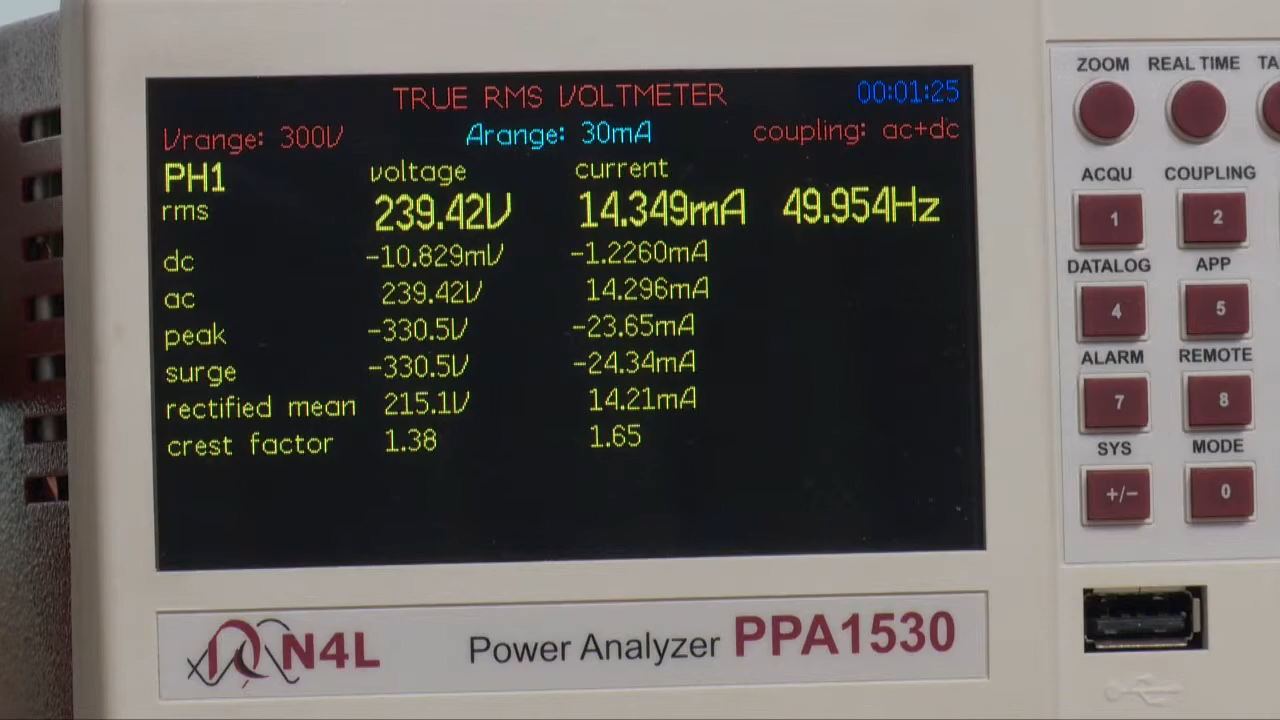 TRUE RMS VOLTMETER 00:01:25
Vrange: 300V Arange: 30mA coupling: ac+dc
PH1 voltage current
rms 239.42V 14.349mA 49.954Hz
dc -10.829mV -1.2260mA
ac 239.42V 14.296mA
peak -330.5V -23.65mA
surge -330.5V -24.34mA
rectified mean 215.1V 14.21mA
crest factor 1.38 1.65
N4L Power Analyzer PPA1530
ZOOM REAL TIME TA
ACQU COUPLING
1 2
DATALOG APP
4 5
ALARM REMOTE
7 8
SYS MODE
+/- 0